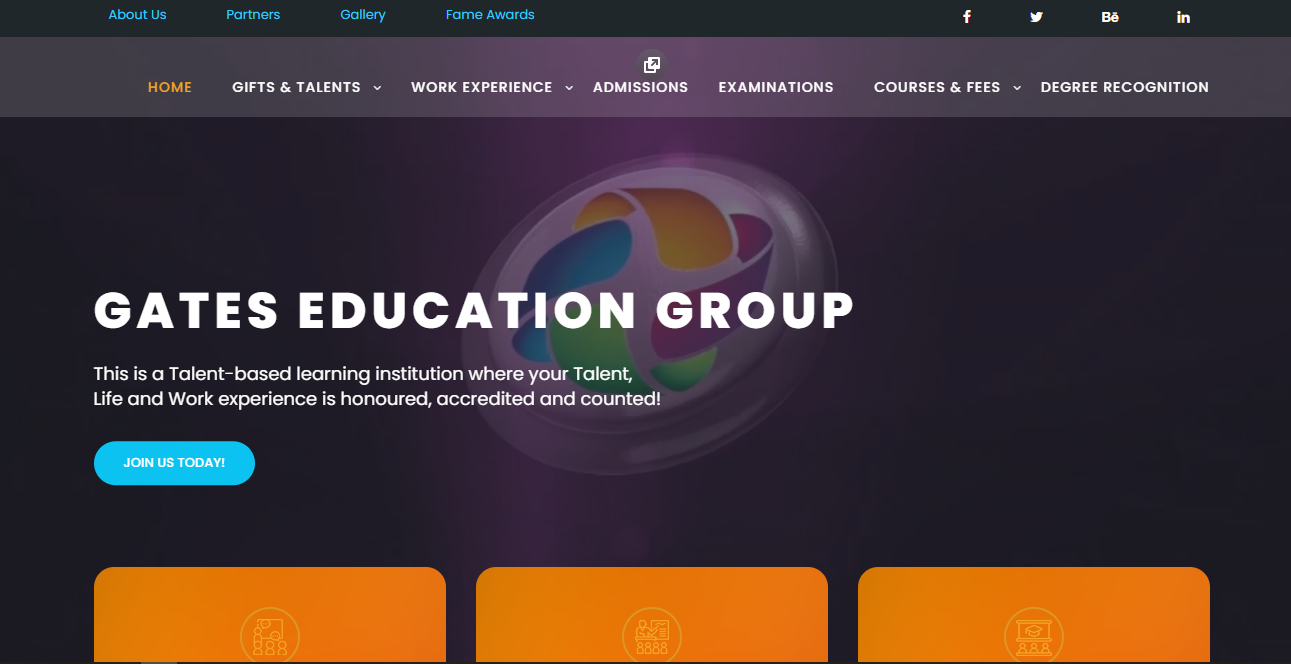 About Us Partners Gallery Fame Awards
HOME GIFTS & TALENTS WORK EXPERIENCE ADMISSIONS EXAMINATIONS COURSES & FEES DEGREE RECOGNITION
GATES EDUCATION GROUP
This is a Talent-based learning institution where your Talent,
Life and Work experience is honoured, accredited and counted!
JOIN US TODAY!